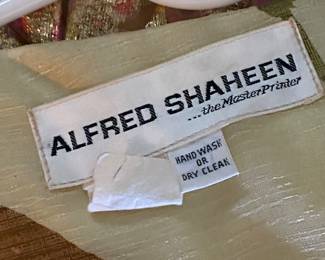 ALFRED SHAHEEN
...the Master Printer
HAND WASH
OR
DRY CLEAN